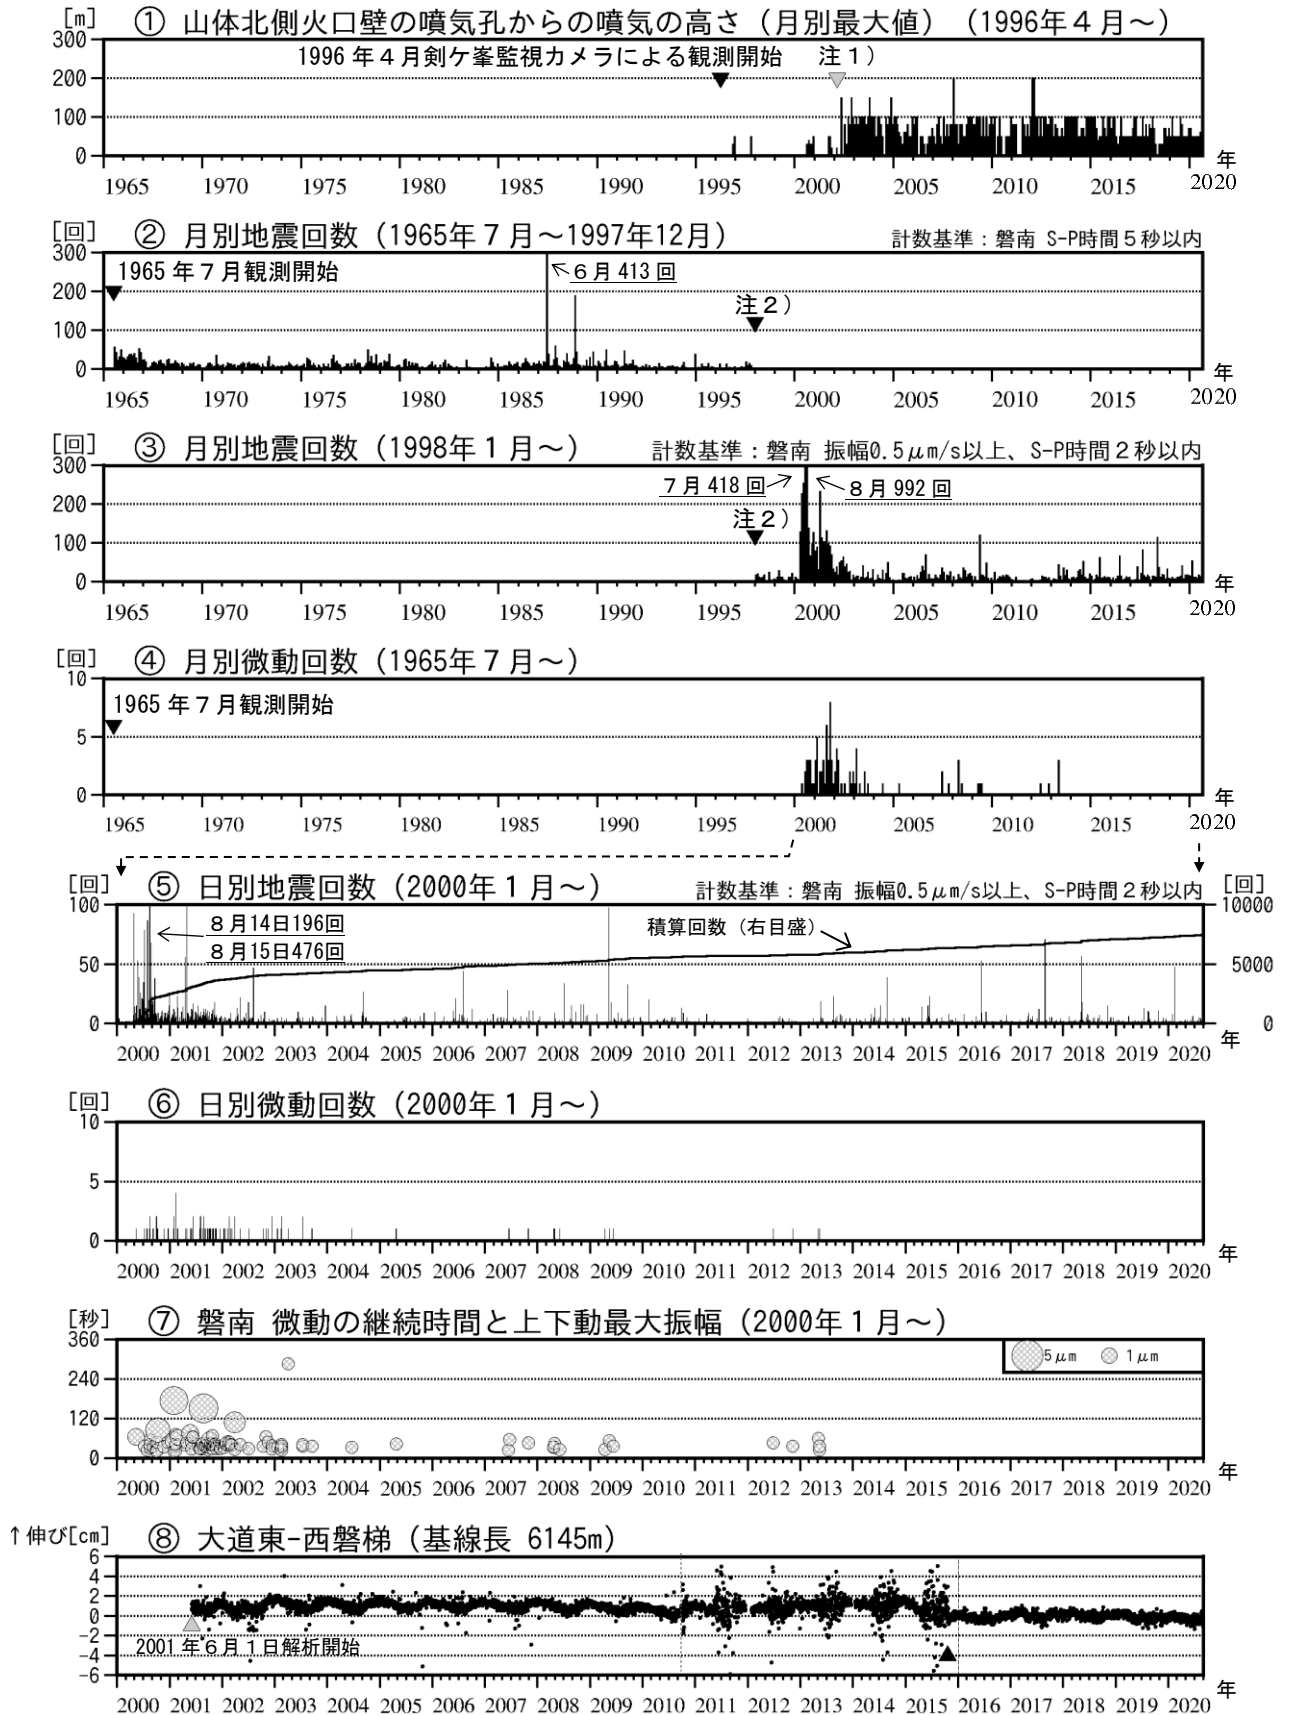 [m] ① 山体北側火口壁の噴気孔からの噴気の高さ（月別最大値）（1996年４月～）
300
1996 年４月剣ケ峯監視カメラによる観測開始 注１）
200
100
0
年
1965 1970 1975 1980 1985 1990 1995 2000 2005 2010 2015 2020
[回] ② 月別地震回数（1965年７月～1997年12月） 計数基準：磐南 S-P時間５秒以内
300
1965 年７月観測開始 ６月 413 回
200
注２）
100
0
年
1965 1970 1975 1980 1985 1990 1995 2000 2005 2010 2015 2020
[回] ③ 月別地震回数（1998年１月～） 計数基準：磐南 振幅0.5μm/s以上、S-P時間２秒以内
300
７月 418 回 ８月 992 回
200
注２）
100
0
年
1965 1970 1975 1980 1985 1990 1995 2000 2005 2010 2015 2020
[回] ④ 月別微動回数（1965年７月～）
10
1965 年７月観測開始
5
0
年
1965 1970 1975 1980 1985 1990 1995 2000 2005 2010 2015 2020
[回] ⑤ 日別地震回数（2000年１月～） 計数基準：磐南 振幅0.5μm/s以上、S-P時間２秒以内 [回]
100 10000
８月14日196回 積算回数（右目盛）
８月15日476回
50 5000
0 0
年
2000 2001 2002 2003 2004 2005 2006 2007 2008 2009 2010 2011 2012 2013 2014 2015 2016 2017 2018 2019 2020
[回] ⑥ 日別微動回数（2000年１月～）
10
5
0
年
2000 2001 2002 2003 2004 2005 2006 2007 2008 2009 2010 2011 2012 2013 2014 2015 2016 2017 2018 2019 2020
[秒] ⑦ 磐南 微動の継続時間と上下動最大振幅（2000年１月～）
360
5μm 1μm
240
120
0
年
2000 2001 2002 2003 2004 2005 2006 2007 2008 2009 2010 2011 2012 2013 2014 2015 2016 2017 2018 2019 2020
↑伸び[cm] ⑧ 大道東-西磐梯（基線長 6145m）
6
4
2
0
-2
2001 年６月１日解析開始
-4
-6
年
2000 2001 2002 2003 2004 2005 2006 2007 2008 2009 2010 2011 2012 2013 2014 2015 2016 2017 2018 2019 2020